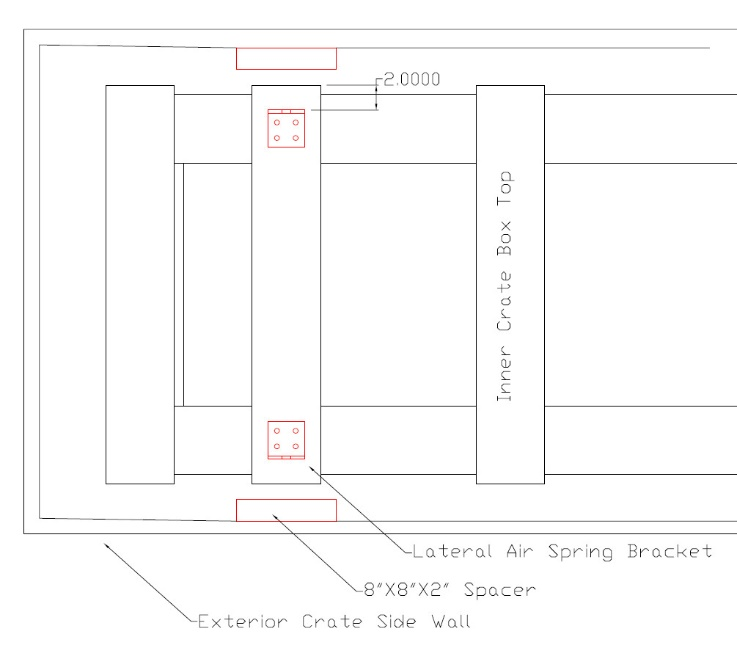 2.0000
Inner Crate Box Top
Lateral Air Spring Bracket
8"X8"X2" Spacer
Exterior Crate Side Wall